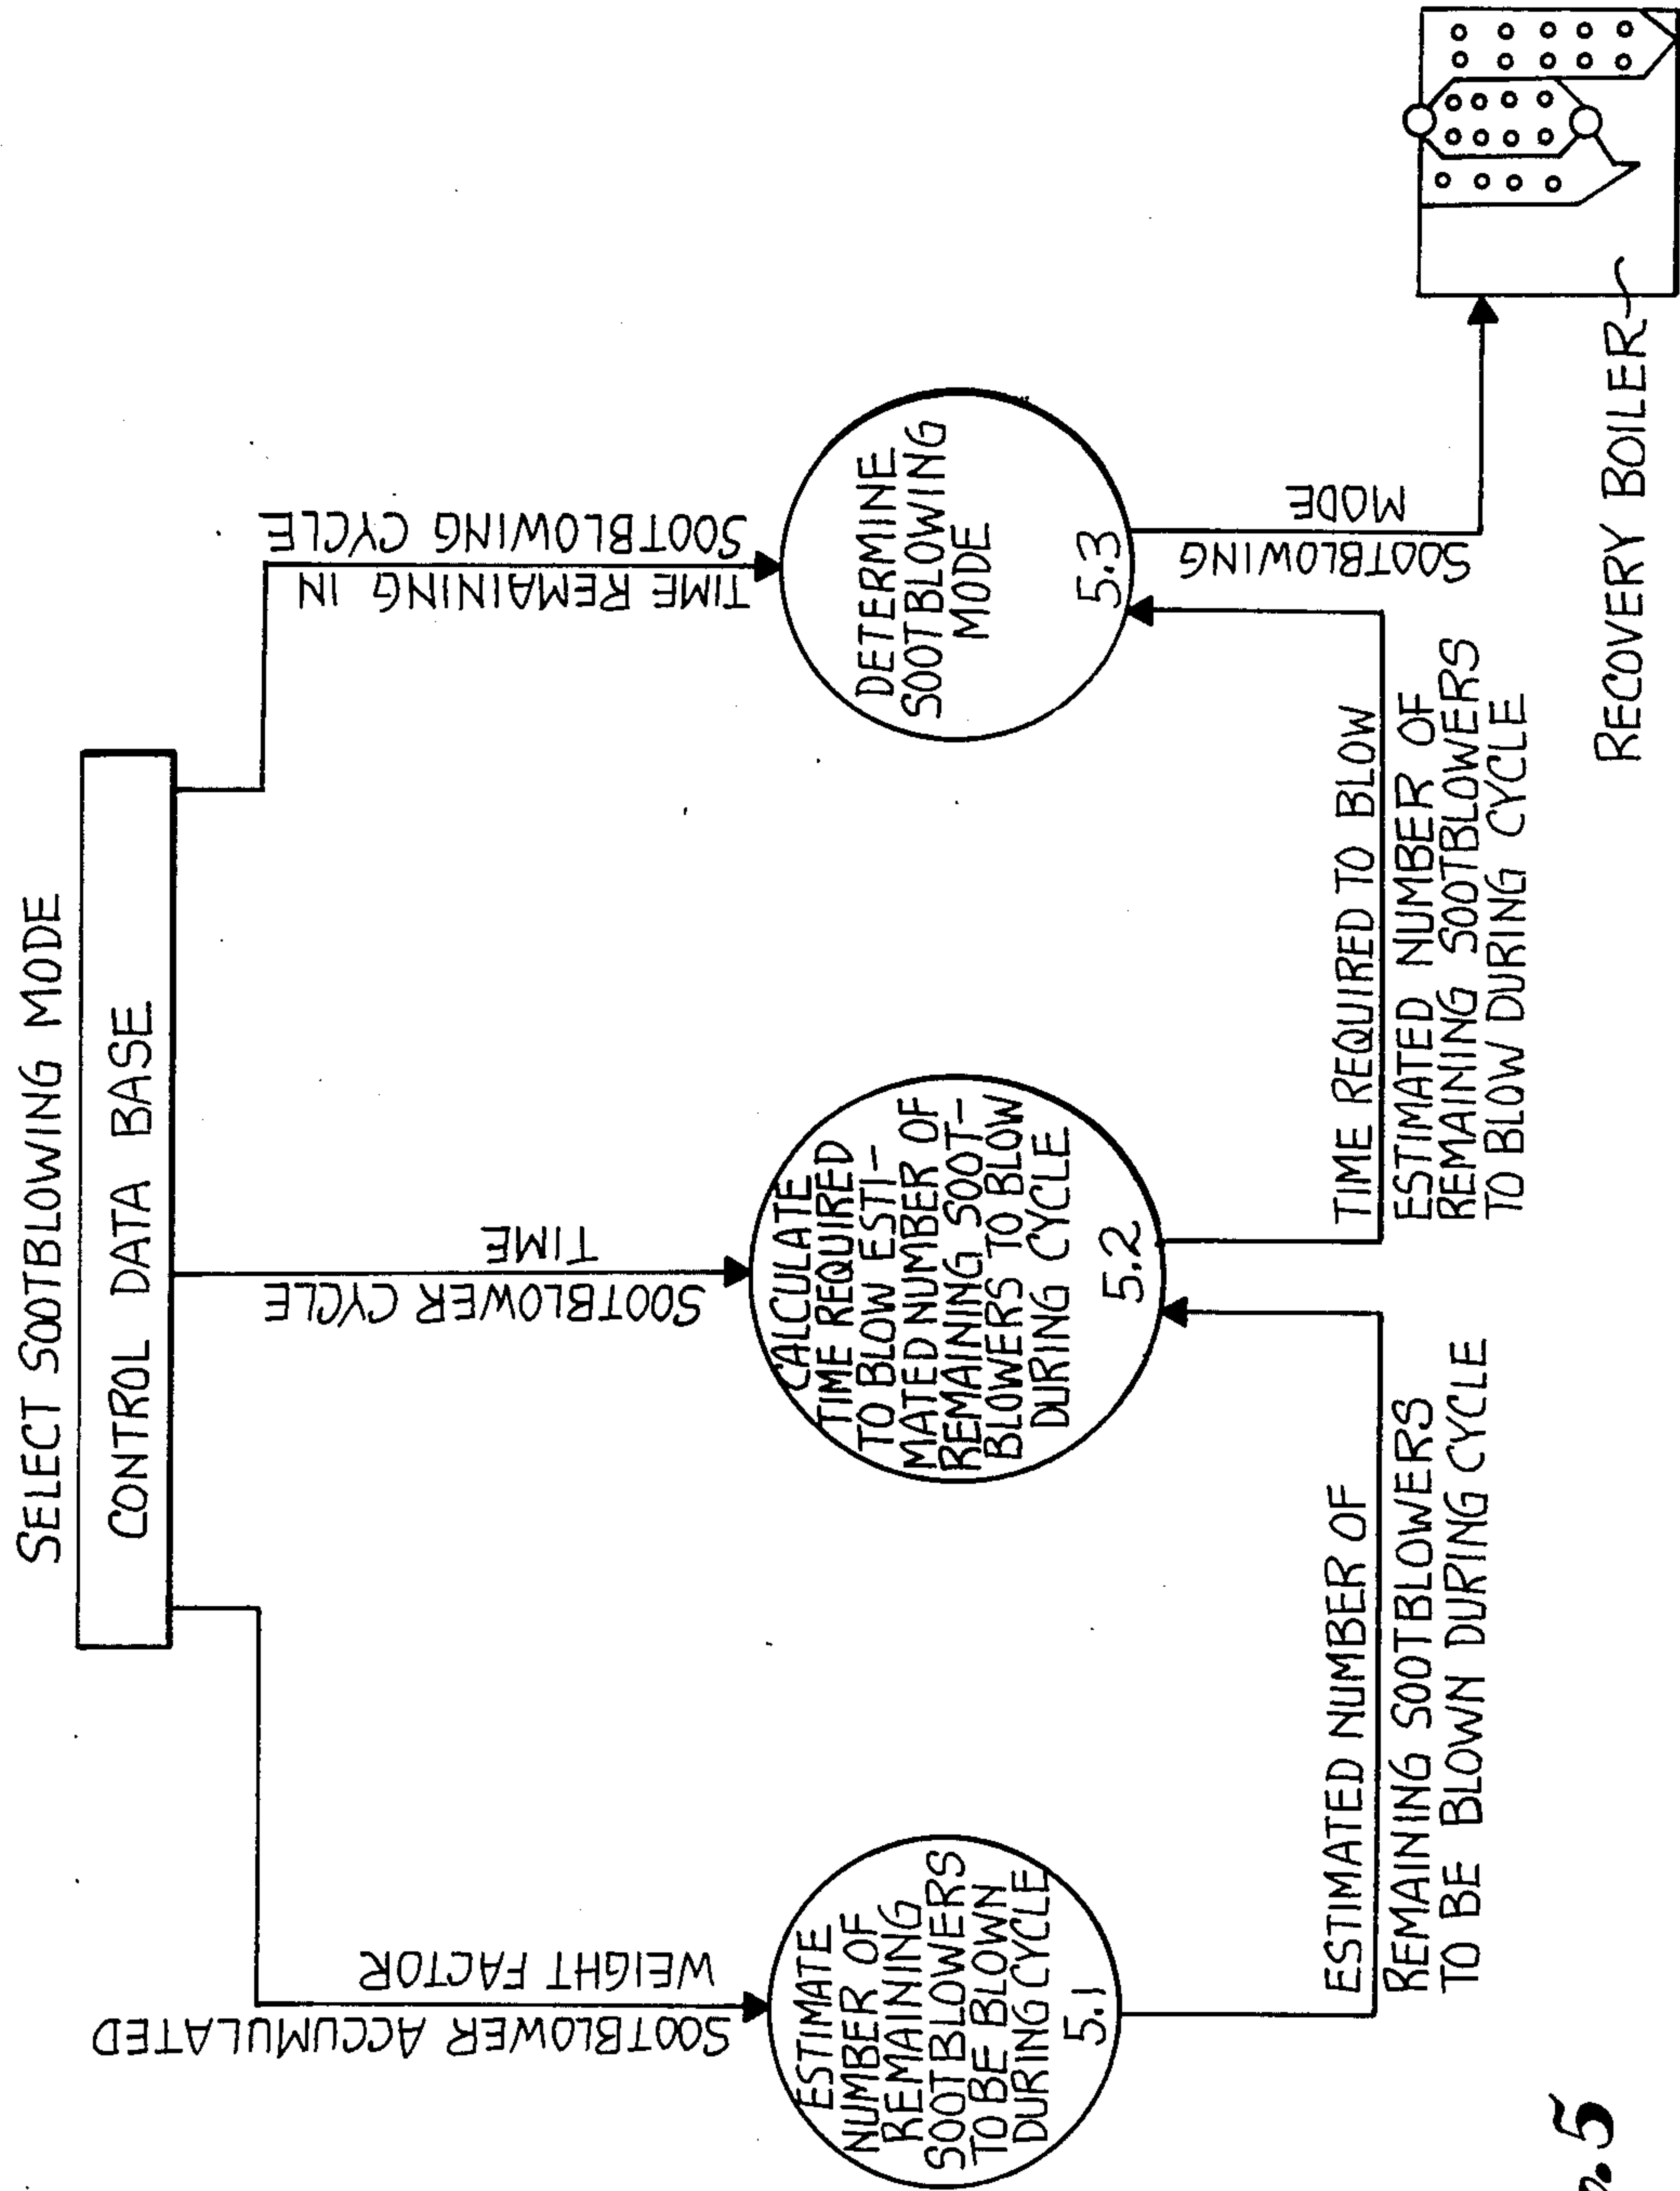 SELECT SOOTBLOWING MODE
CONTROL DATA BASE
SOOTBLOWER ACCUMULATED
WEIGHT FACTOR
SOOTBLOWER CYCLE
TIME
TIME REMAINING IN
SOOTBLOWING CYCLE
ESTIMATE
NUMBER OF
REMAINING
SOOTBLOWERS
TO BE BLOWN
DURING CYCLE
5.1
CALCULATE
TIME REQUIRED
TO BLOW ESTI-
MATED NUMBER OF
REMAINING SOOT-
BLOWERS TO BLOW
DURING CYCLE
5.2
DETERMINE
SOOTBLOWING
MODE
5.3
ESTIMATED NUMBER OF
REMAINING SOOTBLOWERS
TO BE BLOWN DURING CYCLE
TIME REQUIRED TO BLOW
ESTIMATED NUMBER OF
REMAINING SOOTBLOWERS
TO BLOW DURING CYCLE
SOOTBLOWING
MODE
RECOVERY BOILER
5